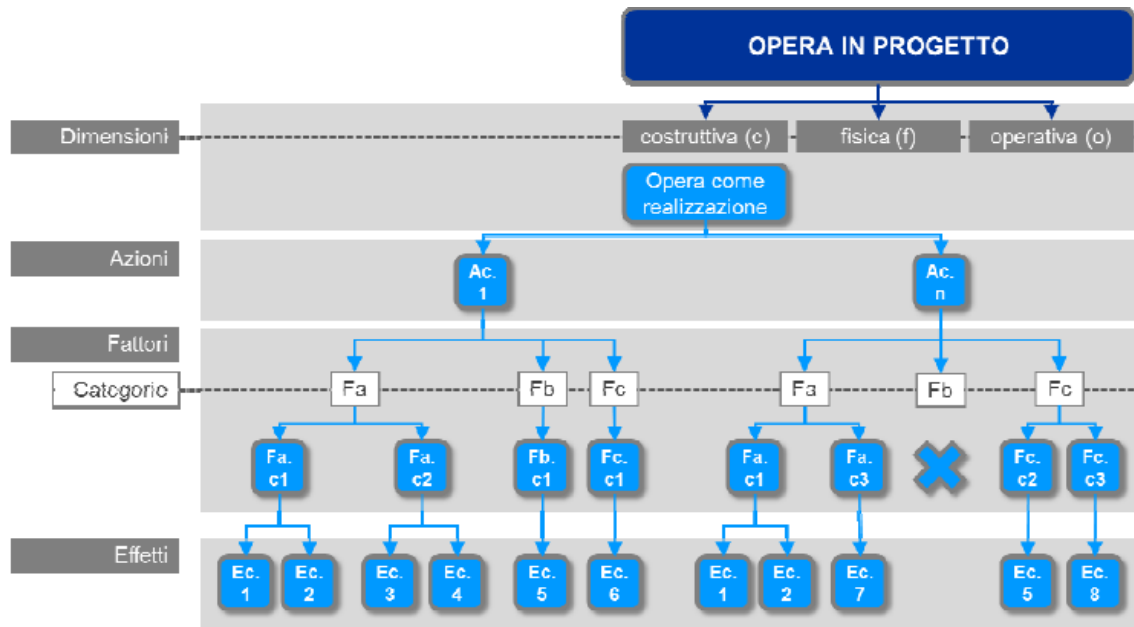 OPERA IN PROGETTO
Dimensioni
costruttiva (c)
fisica (f)
operativa (o)
Opera come
realizzazione
Azioni
Ac.
1
Ac.
n
Fattori
Categorie
Fa
Fb
Fc
Fa
Fb
Fc
Fa.
c1
Fa.
c2
Fb.
c1
Fc.
c1
Fa.
c1
Fa.
c3
Fc.
c2
Fc.
c3
Effetti
Ec.
1
Ec.
2
Ec.
3
Ec.
4
Ec.
5
Ec.
6
Ec.
1
Ec.
2
Ec.
7
Ec.
5
Ec.
8